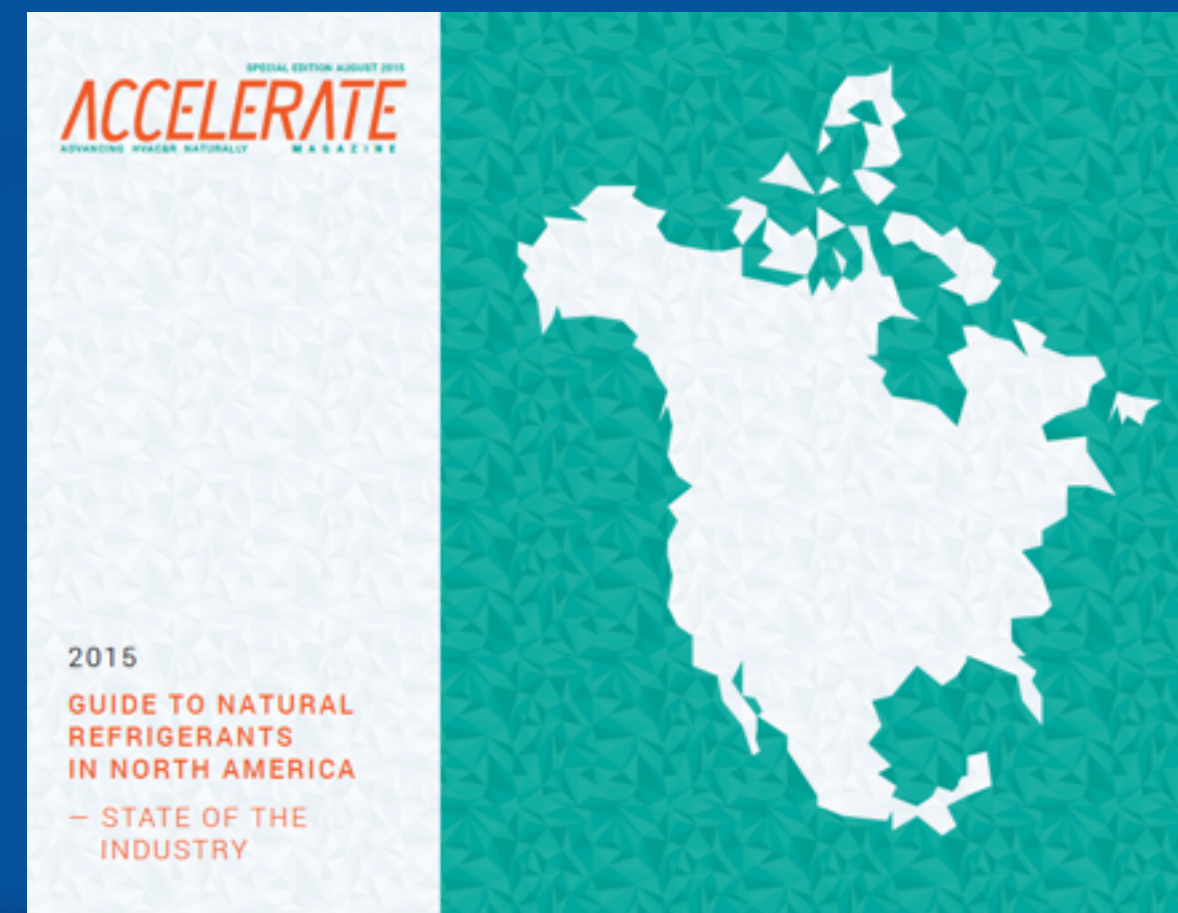 SPECIAL EDITION AUGUST 2015
ACCELERATE
ADVANCING HVAC&R NATURALLY MAGAZINE
2015
GUIDE TO NATURAL
REFRIGERANTS
IN NORTH AMERICA
— STATE OF THE
INDUSTRY